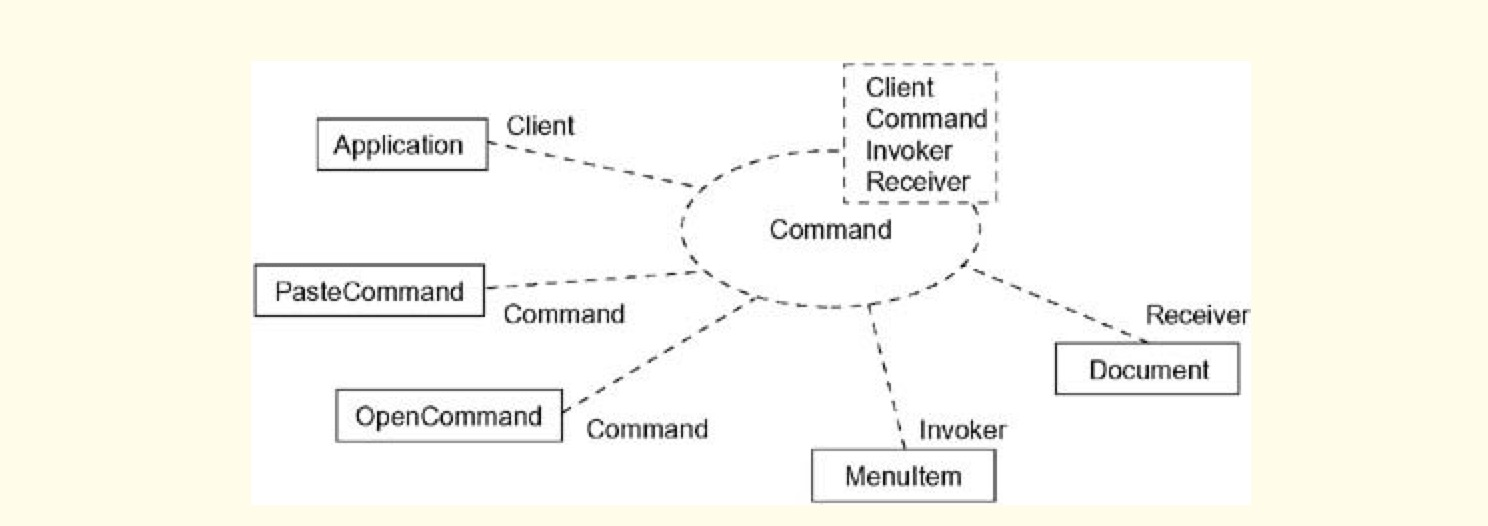 Client
Command
Invoker
Receiver
Client
Application
Command
PasteCommand
Command
Receiver
Document
OpenCommand
Command
Invoker
MenuItem